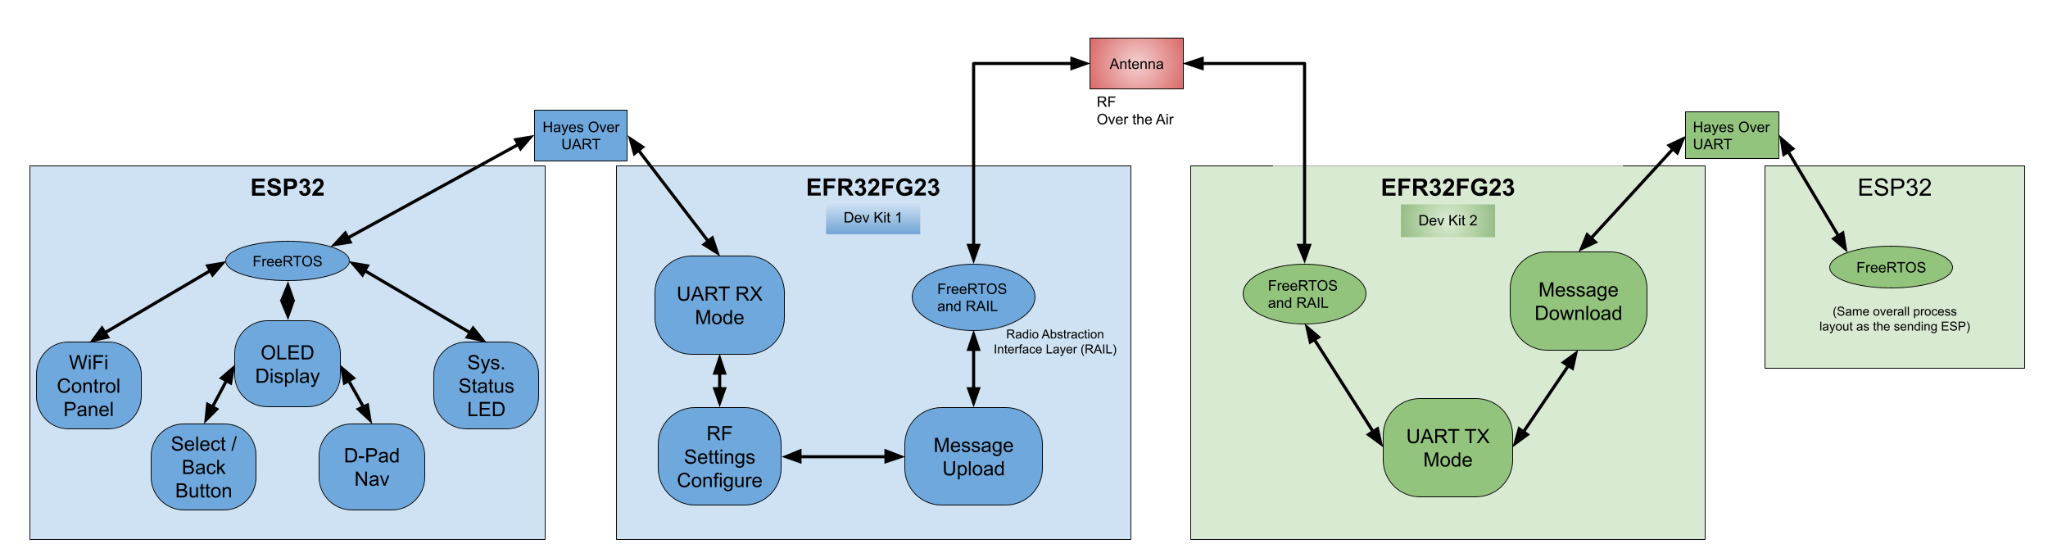 Antenna
RF
Over the Air
Hayes Over
UART
Hayes Over
UART
ESP32
FreeRTOS
WiFi
Control
Panel
OLED
Display
Sys.
Status
LED
Select /
Back
Button
D-Pad
Nav
EFR32FG23
Dev Kit 1
UART RX
Mode
FreeRTOS
and RAIL
Radio Abstraction
Interface Layer (RAIL)
RF
Settings
Configure
Message
Upload
EFR32FG23
Dev Kit 2
FreeRTOS
and RAIL
Message
Download
UART TX
Mode
ESP32
FreeRTOS
(Same overall process
layout as the sending ESP)